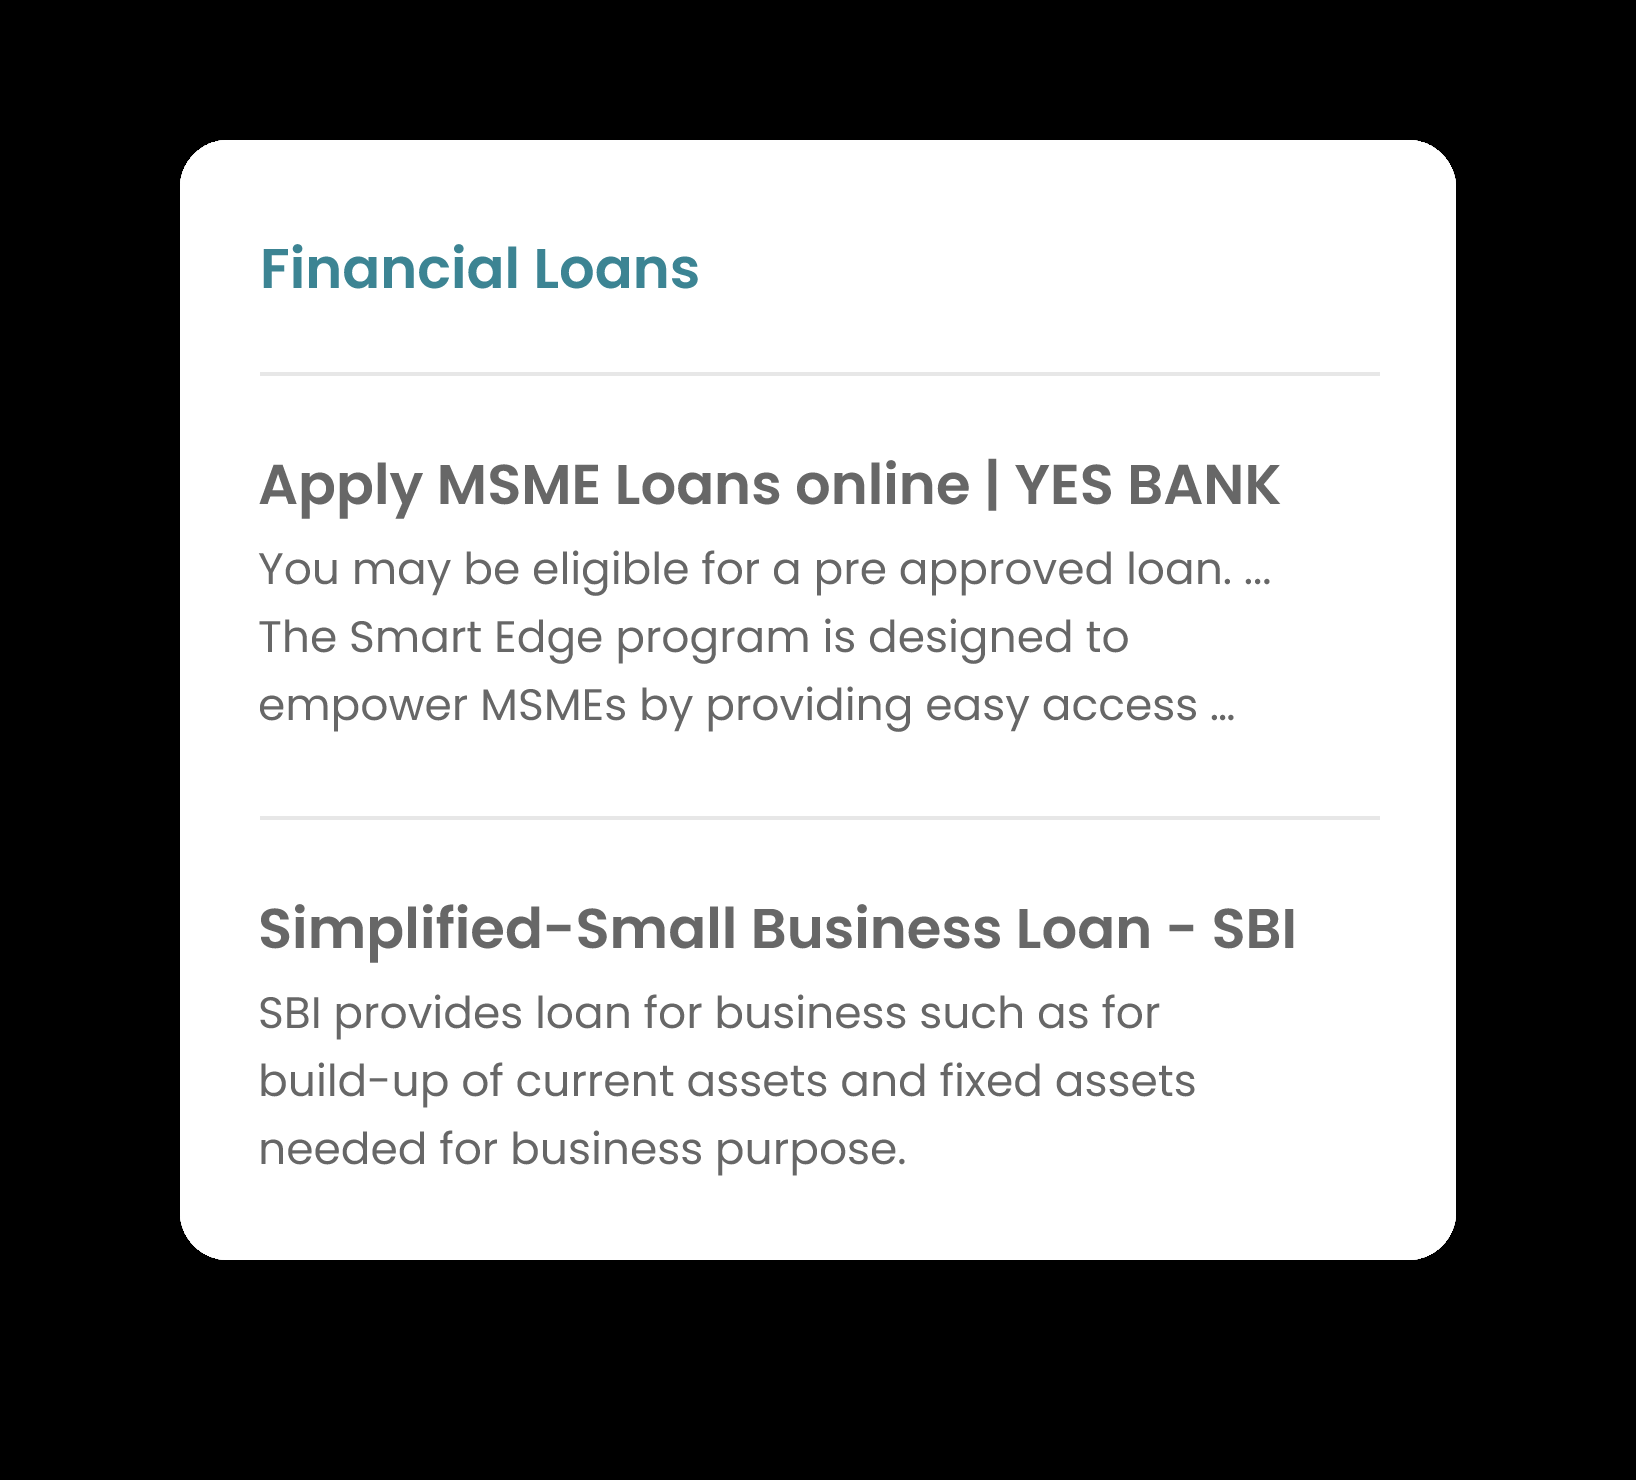 Financial Loans
Apply MSME Loans online | YES BANK
You may be eligible for a pre approved loan. ...
The Smart Edge program is designed to
empower MSMEs by providing easy access ...
Simplified-Small Business Loan - SBI
SBI provides loan for business such as for
build-up of current assets and fixed assets
needed for business purpose.